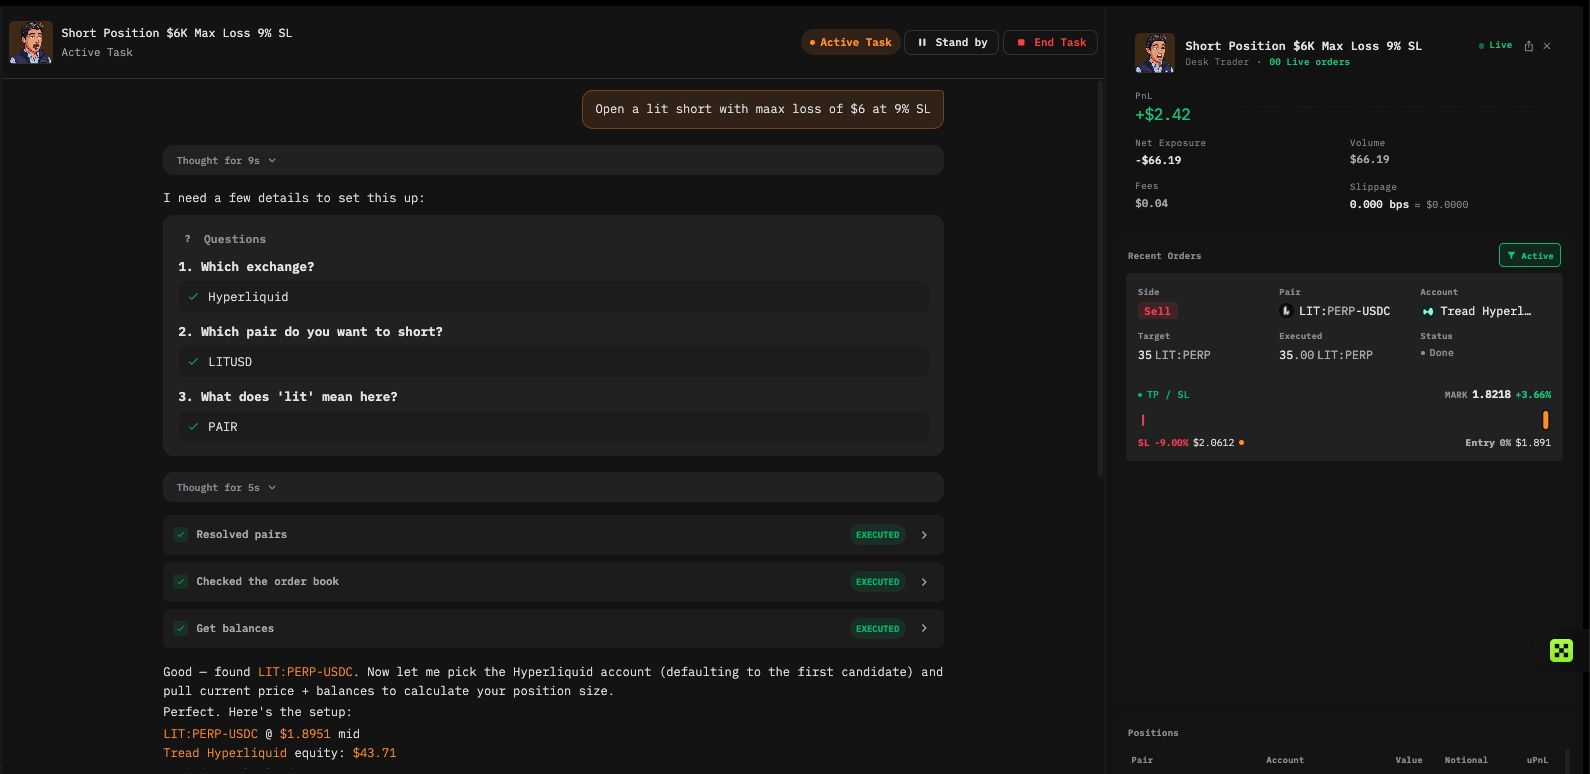 Short Position $6K Max Loss 9% SL
Active Task
Active Task
Stand by
End Task
Open a lit short with maax loss of $6 at 9% SL
Thought for 9s
I need a few details to set this up:
? Questions
1. Which exchange?
Hyperliquid
2. Which pair do you want to short?
LITUSD
3. What does 'lit' mean here?
PAIR
Thought for 5s
Resolved pairs EXECUTED
Checked the order book EXECUTED
Get balances EXECUTED
Good — found LIT:PERP-USDC. Now let me pick the Hyperliquid account (defaulting to the first candidate) and
pull current price + balances to calculate your position size.
Perfect. Here's the setup:
LIT:PERP-USDC @ $1.8951 mid
Tread Hyperliquid equity: $43.71
Short Position $6K Max Loss 9% SL
Live
Desk Trader · 00 Live orders
PnL
+$2.42
Net Exposure Volume
-$66.19 $66.19
Fees Slippage
$0.04 0.000 bps ≈ $0.0000
Recent Orders Active
Side Pair Account
Sell LIT:PERP-USDC Tread Hyperl…
Target Executed Status
35 LIT:PERP 35.00 LIT:PERP Done
TP / SL MARK 1.8218 +3.66%
SL -9.00% $2.0612 Entry 0% $1.891
Positions
Pair Account Value Notional uPnL